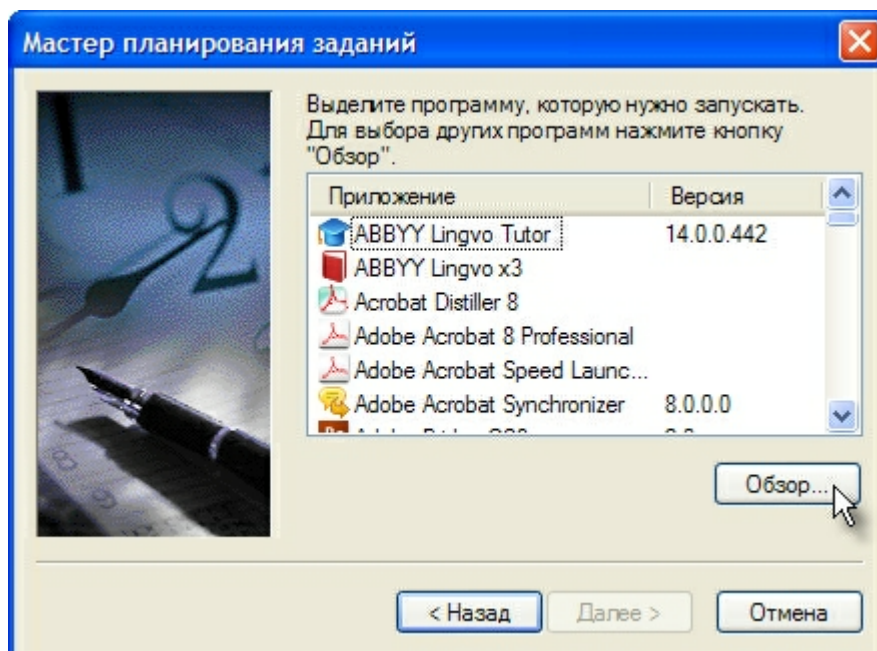 Мастер планирования заданий
Выделите программу, которую нужно запускать.
Для выбора других программ нажмите кнопку
"Обзор".
Приложение Версия
ABBYY Lingvo Tutor 14.0.0.442
ABBYY Lingvo x3
Acrobat Distiller 8
Adobe Acrobat 8 Professional
Adobe Acrobat Speed Launc...
Adobe Acrobat Synchronizer 8.0.0.0
Обзор...
< Назад Далее > Отмена